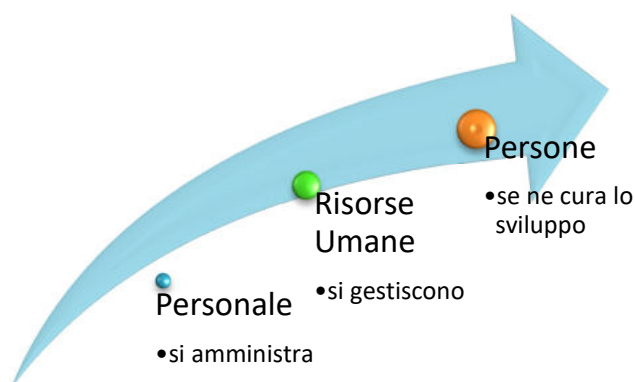 Personale
•si amministra
Risorse
Umane
•si gestiscono
Persone
•se ne cura lo
sviluppo